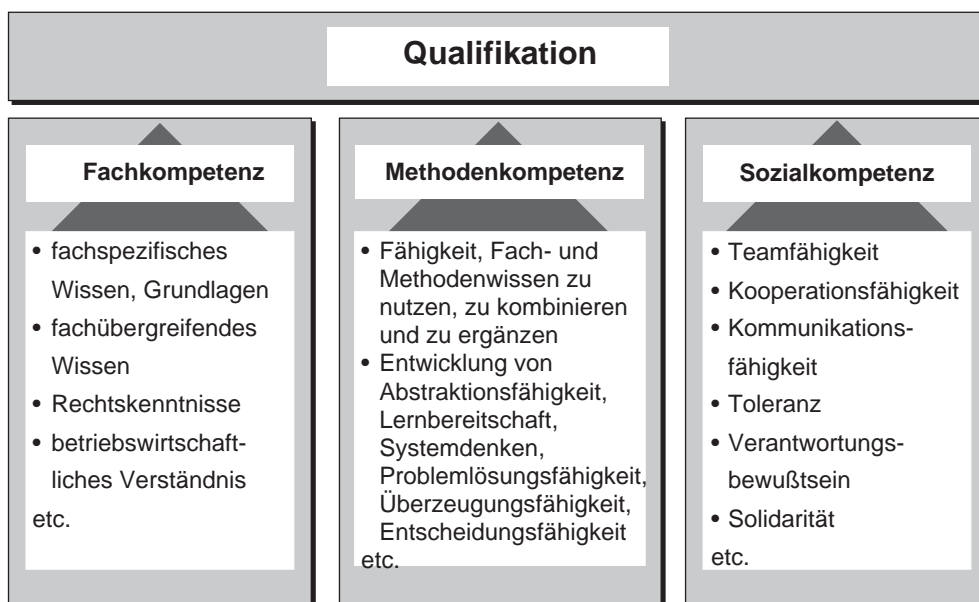 Qualifikation
Fachkompetenz
• fachspezifisches
Wissen, Grundlagen
• fachübergreifendes
Wissen
• Rechtskenntnisse
• betriebswirtschaft-
liches Verständnis
etc.
Methodenkompetenz
• Fähigkeit, Fach- und
Methodenwissen zu
nutzen, zu kombinieren
und zu ergänzen
• Entwicklung von
Abstraktionsfähigkeit,
Lernbereitschaft,
Systemdenken,
Problemlösungsfähigkeit,
Überzeugungsfähigkeit,
Entscheidungsfähigkeit
etc.
Sozialkompetenz
• Teamfähigkeit
• Kooperationsfähigkeit
• Kommunikations-
fähigkeit
• Toleranz
• Verantwortungs-
bewußtsein
• Solidarität
etc.